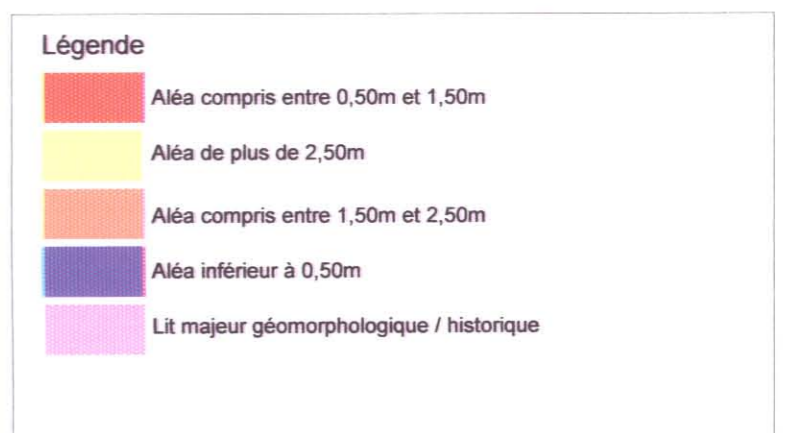 Légende
Aléa compris entre 0,50m et 1,50m
Aléa de plus de 2,50m
Aléa compris entre 1,50m et 2,50m
Aléa inférieur à 0,50m
Lit majeur géomorphologique / historique